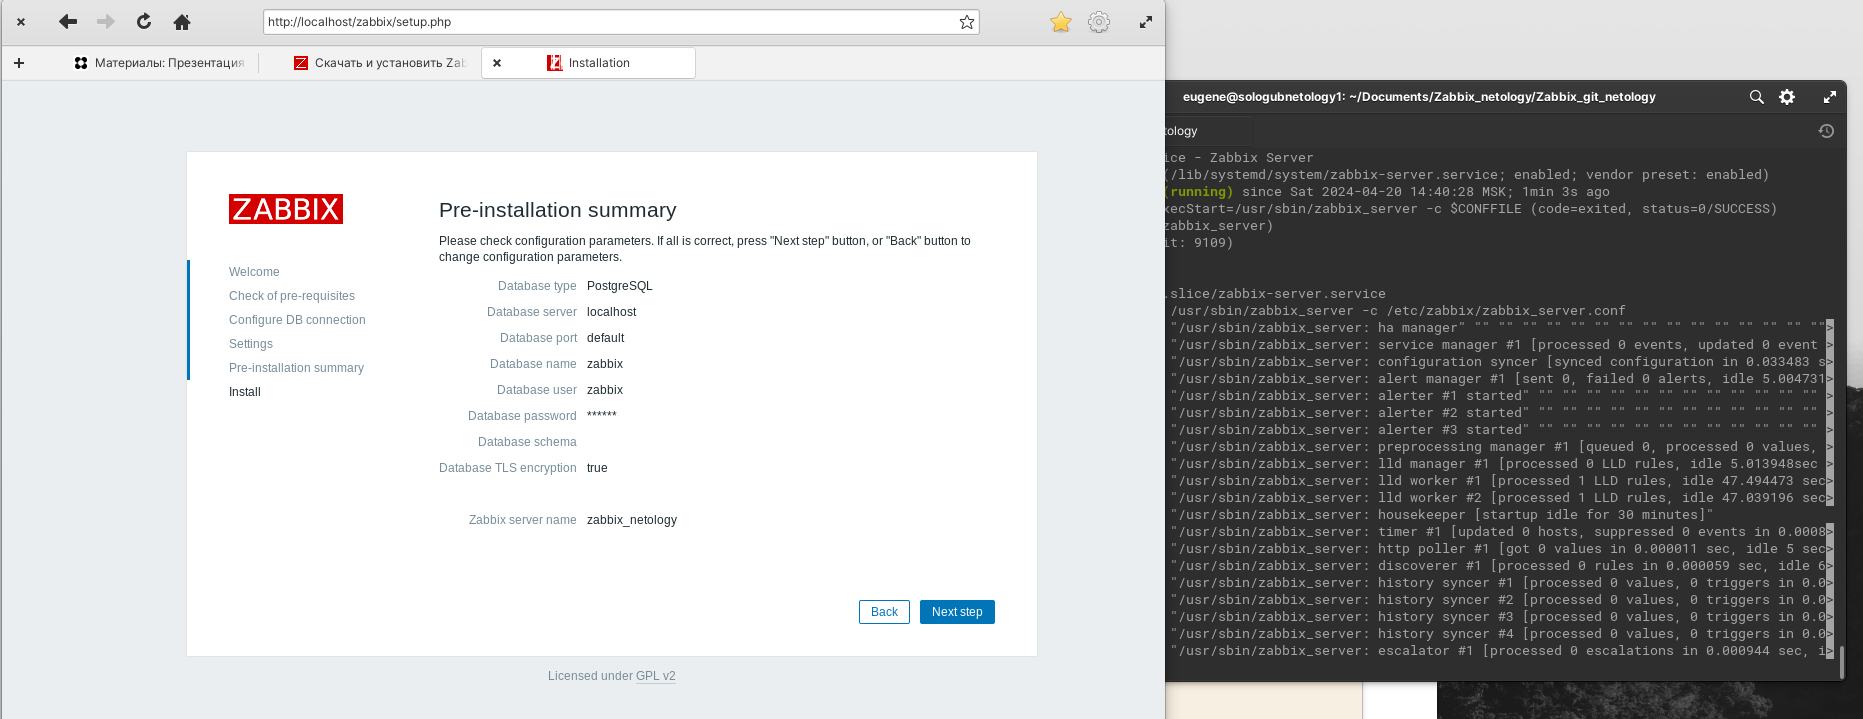 http://localhost/zabbix/setup.php
Материалы: Презентация
Скачать и установить Zab
Installation
ZABBIX
Welcome
Check of pre-requisites
Configure DB connection
Settings
Pre-installation summary
Install
Pre-installation summary
Please check configuration parameters. If all is correct, press "Next step" button, or "Back" button to
change configuration parameters.
Database type PostgreSQL
Database server localhost
Database port default
Database name zabbix
Database user zabbix
Database password ******
Database schema
Database TLS encryption true
Zabbix server name zabbix_netology
Back
Next step
Licensed under GPL v2
eugene@sologubnetology1: ~/Documents/Zabbix_netology/Zabbix_git_netology
tology
ice - Zabbix Server
(/lib/systemd/system/zabbix-server.service; enabled; vendor preset: enabled)
(running) since Sat 2024-04-20 14:40:28 MSK; 1min 3s ago
xecStart=/usr/sbin/zabbix_server -c $CONFFILE (code=exited, status=0/SUCCESS)
zabbix_server)
it: 9109)
.slice/zabbix-server.service
/usr/sbin/zabbix_server -c /etc/zabbix/zabbix_server.conf
"/usr/sbin/zabbix_server: ha manager" "" "" "" "" "" "" "" "" "" "" "" "" "" "" "">
"/usr/sbin/zabbix_server: service manager #1 [processed 0 events, updated 0 event >
"/usr/sbin/zabbix_server: configuration syncer [synced configuration in 0.033483 s>
"/usr/sbin/zabbix_server: alert manager #1 [sent 0, failed 0 alerts, idle 5.004731>
"/usr/sbin/zabbix_server: alerter #1 started" "" "" "" "" "" "" "" "" "" "" "" "" >
"/usr/sbin/zabbix_server: alerter #2 started" "" "" "" "" "" "" "" "" "" "" "" "" >
"/usr/sbin/zabbix_server: alerter #3 started" "" "" "" "" "" "" "" "" "" "" "" "" >
"/usr/sbin/zabbix_server: preprocessing manager #1 [queued 0, processed 0 values, >
"/usr/sbin/zabbix_server: lld manager #1 [processed 0 LLD rules, idle 5.013948sec >
"/usr/sbin/zabbix_server: lld worker #1 [processed 1 LLD rules, idle 47.494473 sec>
"/usr/sbin/zabbix_server: lld worker #2 [processed 1 LLD rules, idle 47.039196 sec>
"/usr/sbin/zabbix_server: housekeeper [startup idle for 30 minutes]"
"/usr/sbin/zabbix_server: timer #1 [updated 0 hosts, suppressed 0 events in 0.0008>
"/usr/sbin/zabbix_server: http poller #1 [got 0 values in 0.000011 sec, idle 5 sec>
"/usr/sbin/zabbix_server: discoverer #1 [processed 0 rules in 0.000059 sec, idle 6>
"/usr/sbin/zabbix_server: history syncer #1 [processed 0 values, 0 triggers in 0.0>
"/usr/sbin/zabbix_server: history syncer #2 [processed 0 values, 0 triggers in 0.0>
"/usr/sbin/zabbix_server: history syncer #3 [processed 0 values, 0 triggers in 0.0>
"/usr/sbin/zabbix_server: history syncer #4 [processed 0 values, 0 triggers in 0.0>
"/usr/sbin/zabbix_server: escalator #1 [processed 0 escalations in 0.000944 sec, i>